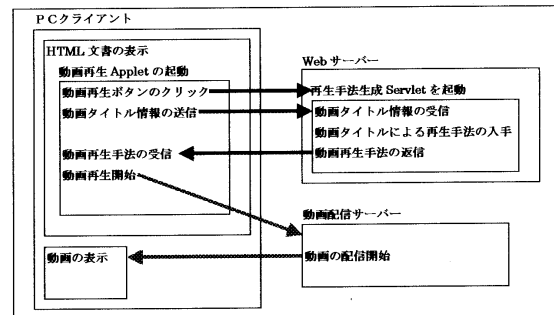 PCクライアント
HTML文書の表示
動画再生 Applet の起動
動画再生ボタンのクリック
動画タイトル情報の送信
動画再生手法の受信
動画再生開始
動画の表示
Web サーバー
再生手法生成 Servlet を起動
動画タイトル情報の受信
動画タイトルによる再生手法の入手
動画再生手法の返信
動画配信サーバー
動画の配信開始